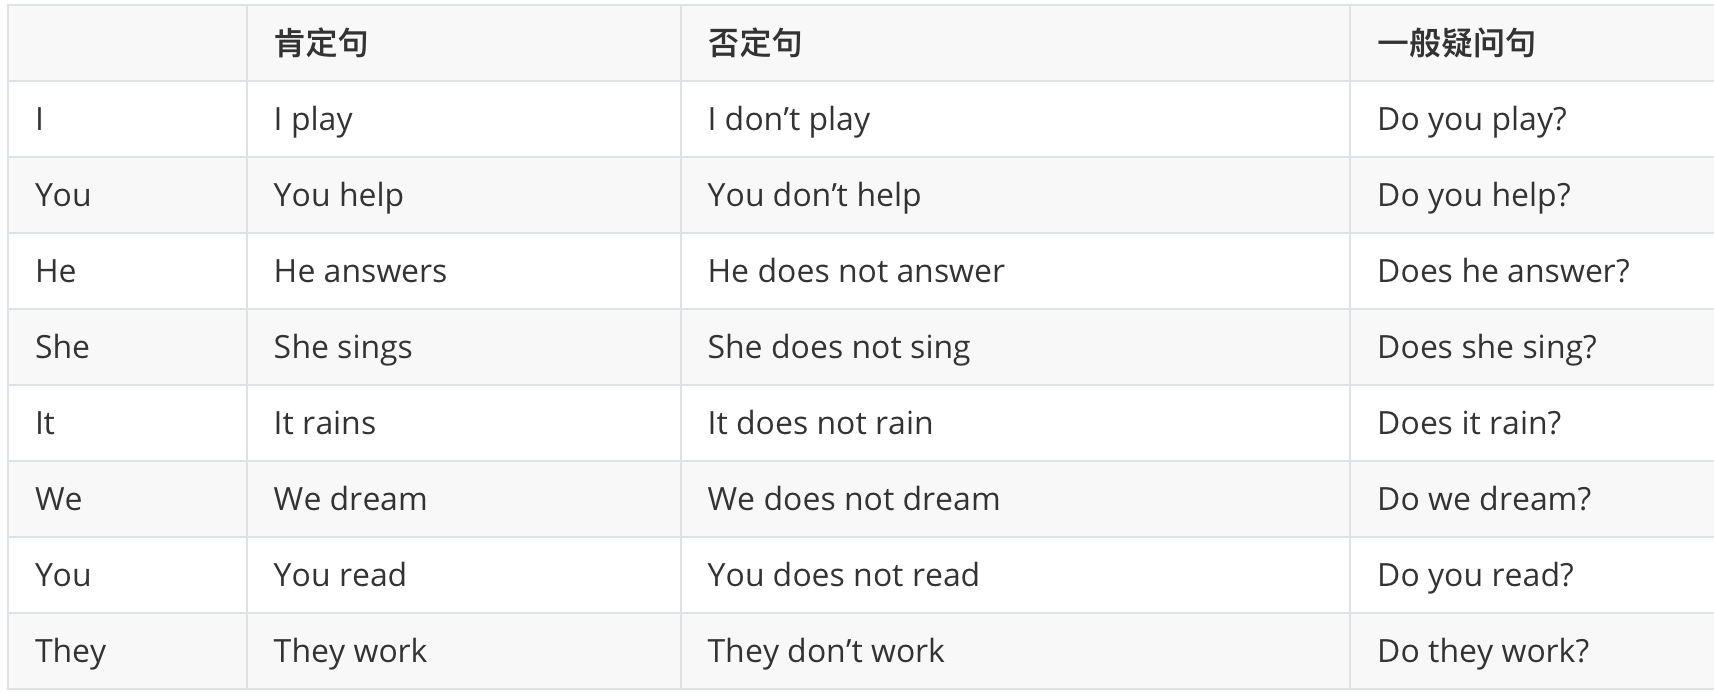 肯定句 否定句 一般疑问句
I I play I don’t play Do you play?
You You help You don’t help Do you help?
He He answers He does not answer Does he answer?
She She sings She does not sing Does she sing?
It It rains It does not rain Does it rain?
We We dream We does not dream Do we dream?
You You read You does not read Do you read?
They They work They don’t work Do they work?